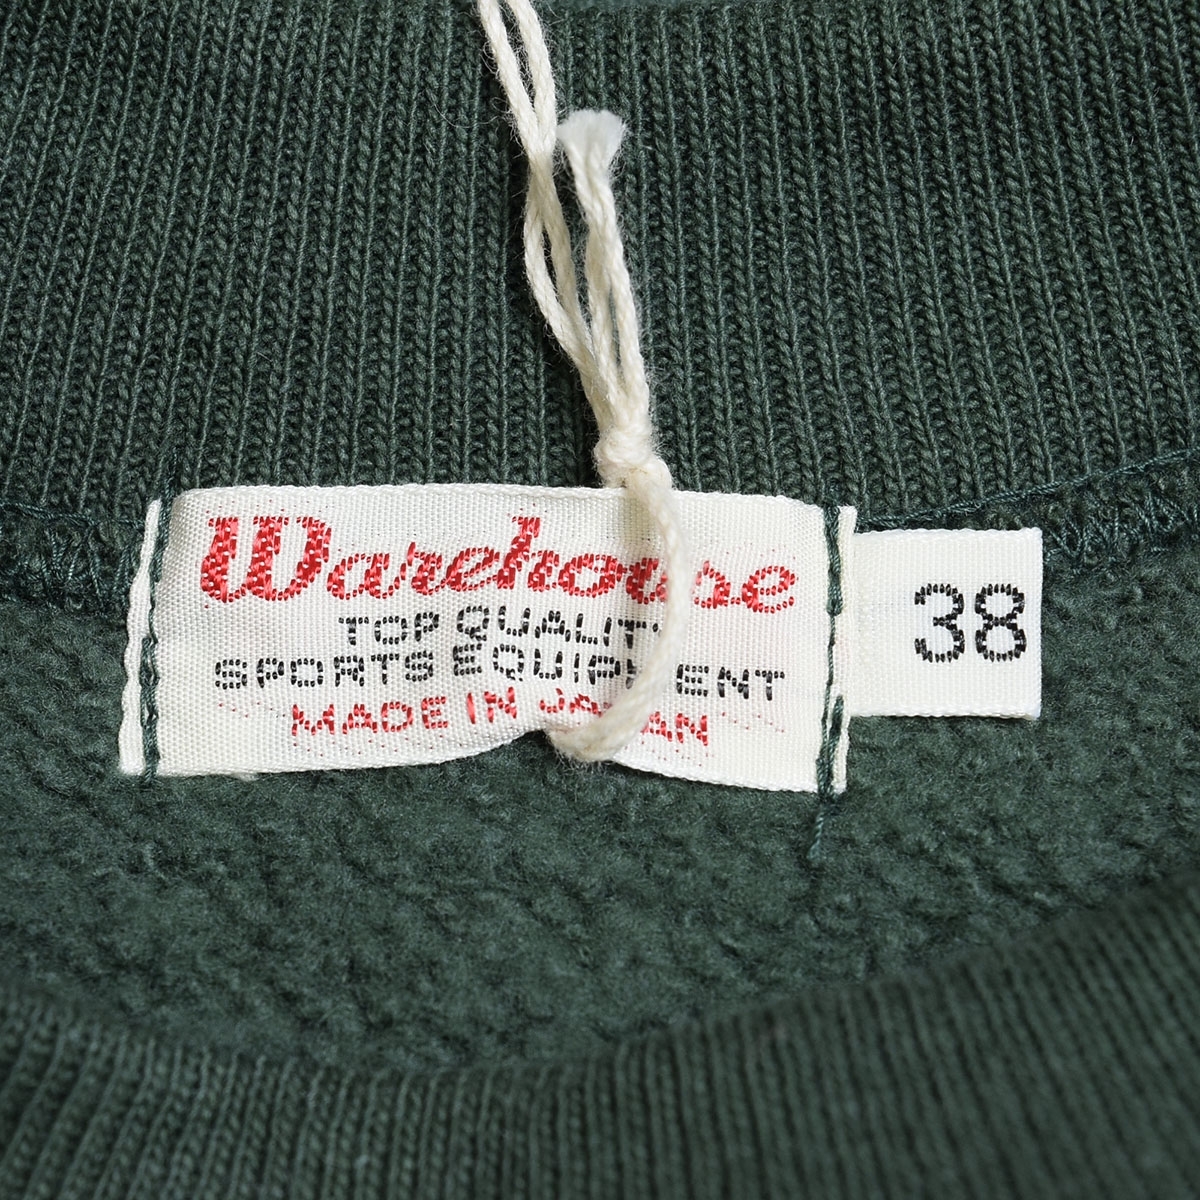 Warehouse
TOP QUALITY
SPORTS EQUIPMENT
MADE IN JAPAN
38